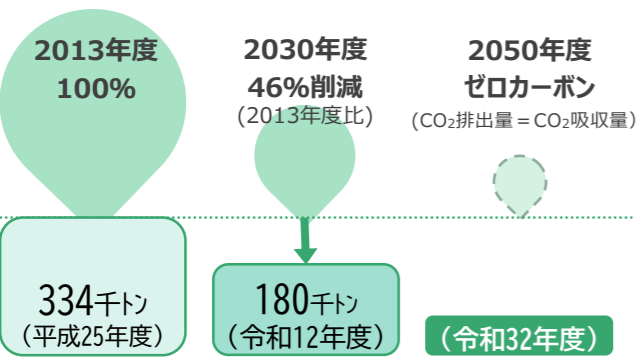 2013年度
100%
334千トン
(平成25年度)
2030年度
46%削減
(2013年度比)
180千トン
(令和12年度)
2050年度
ゼロカーボン
(CO₂排出量=CO₂吸収量)
(令和32年度)